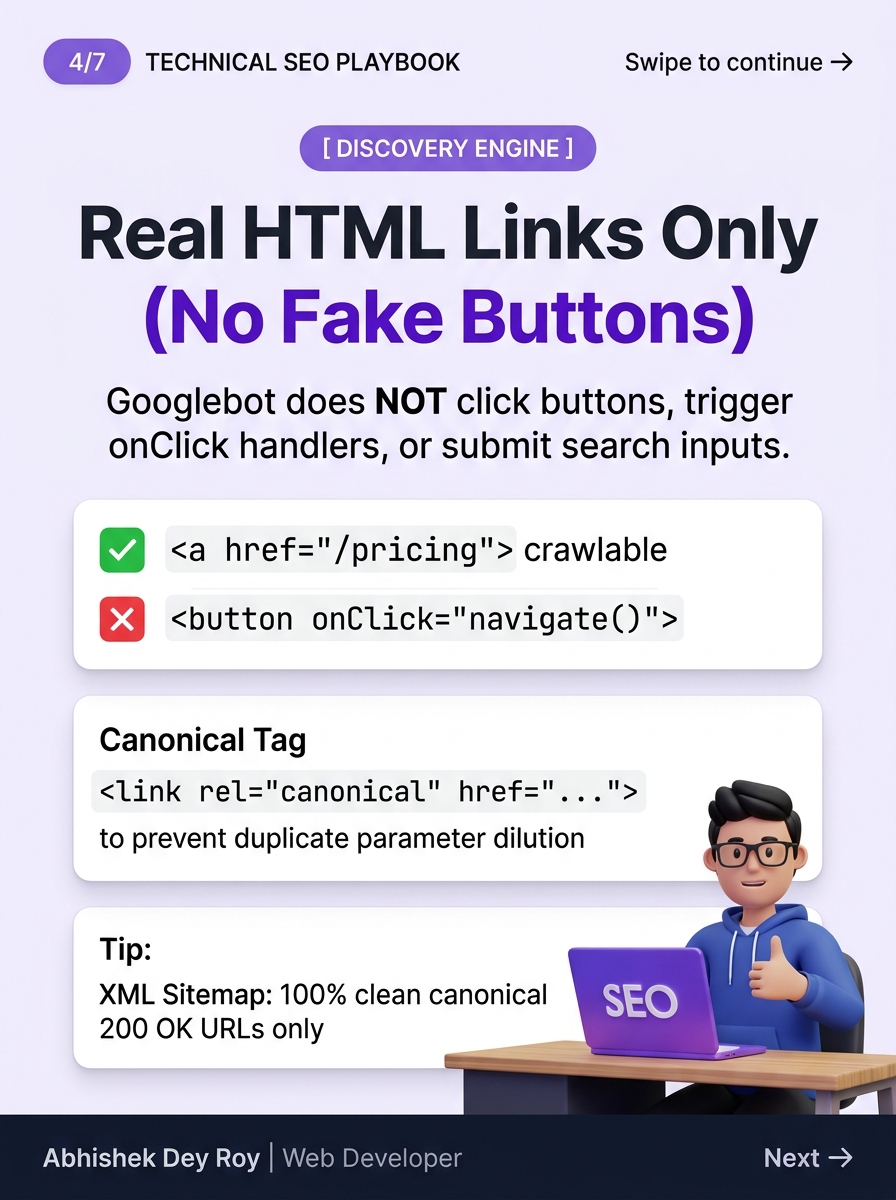 4/7 TECHNICAL SEO PLAYBOOK Swipe to continue →
[ DISCOVERY ENGINE ]
Real HTML Links Only
(No Fake Buttons)
Googlebot does NOT click buttons, trigger
onClick handlers, or submit search inputs.
<a href="/pricing"> crawlable
<button onClick="navigate()">
Canonical Tag
<link rel="canonical" href="...">
to prevent duplicate parameter dilution
Tip:
XML Sitemap: 100% clean canonical
200 OK URLs only
SEO
Abhishek Dey Roy | Web Developer Next →